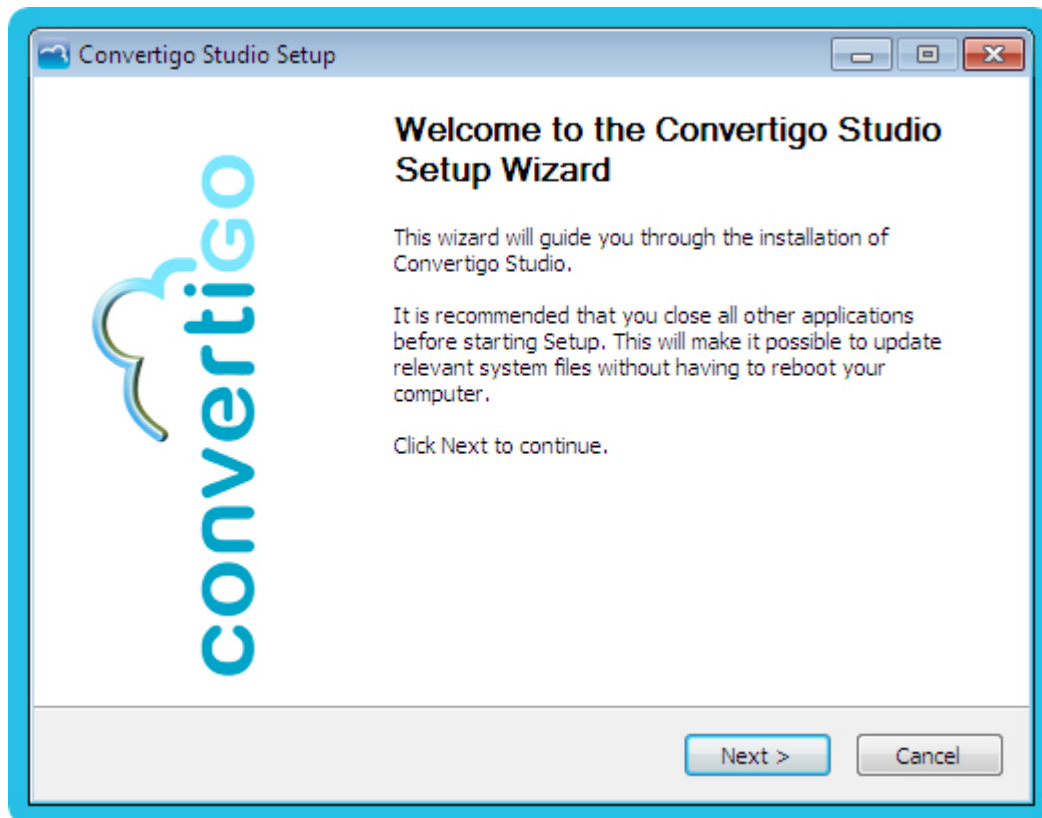 Convertigo Studio Setup
Welcome to the Convertigo Studio
Setup Wizard
This wizard will guide you through the installation of
Convertigo Studio.
It is recommended that you close all other applications
before starting Setup. This will make it possible to update
relevant system files without having to reboot your
computer.
Click Next to continue.
convertiGO
Next >
Cancel